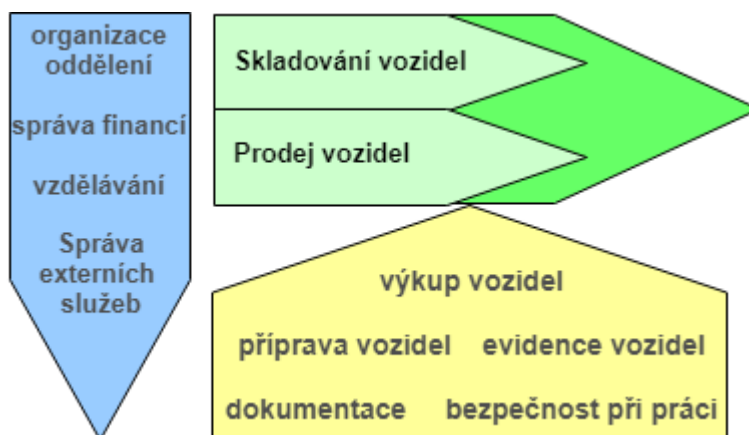 organizace
oddělení
správa financí
vzdělávání
Správa
externích
služeb
Skladování vozidel
Prodej vozidel
výkup vozidel
příprava vozidel evidence vozidel
dokumentace bezpečnost při práci